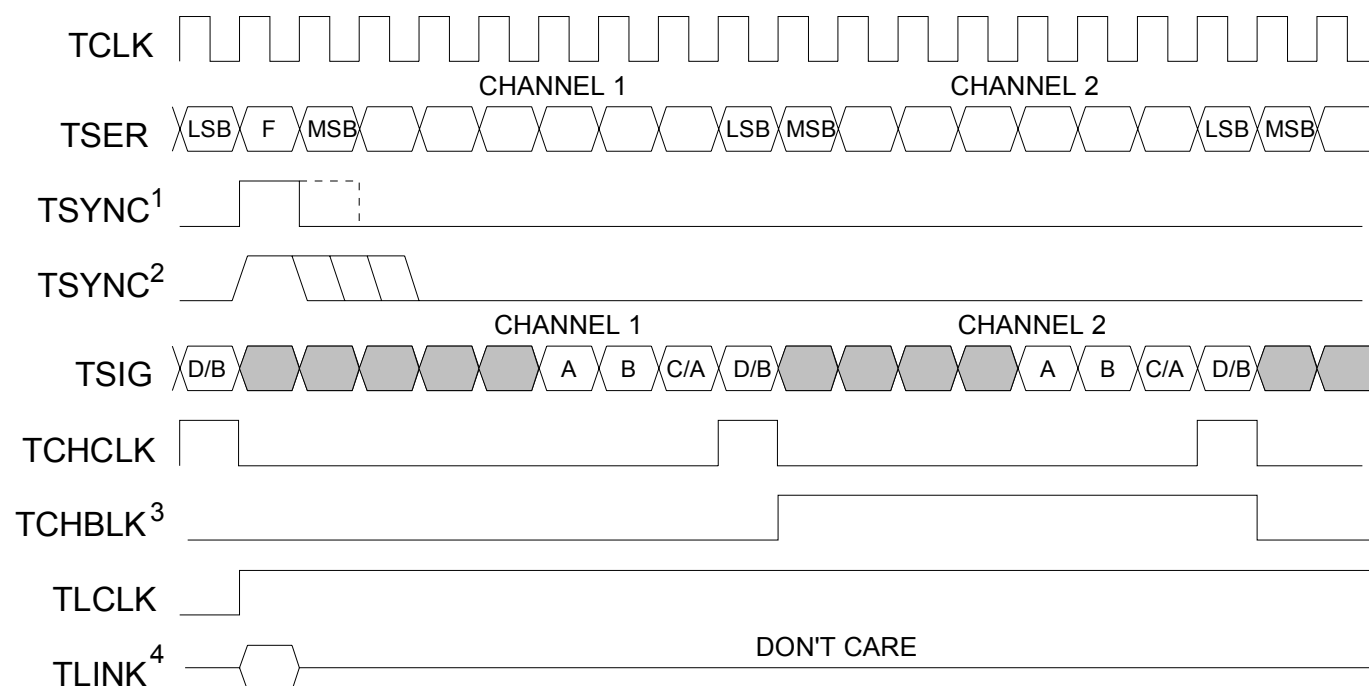 TCLK
CHANNEL 1 CHANNEL 2
TSER LSB F MSB LSB MSB LSB MSB
TSYNC1
TSYNC2
CHANNEL 1 CHANNEL 2
TSIG D/B A B C/A D/B A B C/A D/B
TCHCLK
TCHBLK3
TLCLK
DON'T CARE
TLINK4